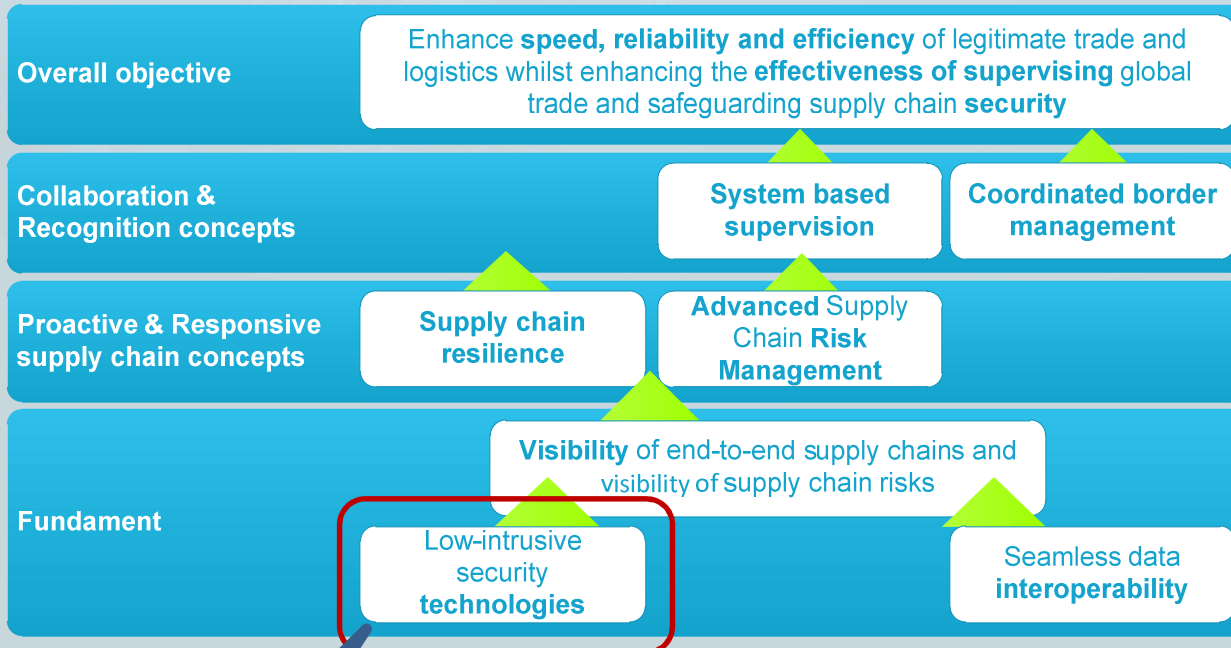 Overall objective
Enhance speed, reliability and efficiency of legitimate trade and
logistics whilst enhancing the effectiveness of supervising global
trade and safeguarding supply chain security
Collaboration &
Recognition concepts
System based
supervision
Coordinated border
management
Proactive & Responsive
supply chain concepts
Supply chain
resilience
Advanced Supply
Chain Risk
Management
Fundament
Visibility of end-to-end supply chains and
visibility of supply chain risks
Low-intrusive
security
technologies
Seamless data
interoperability